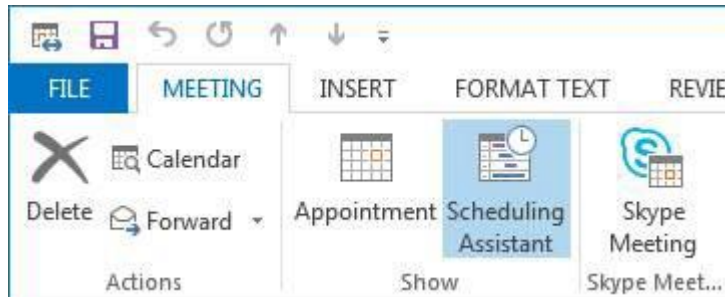 FILE MEETING INSERT FORMAT TEXT REVIE
Calendar
Delete
Forward
Appointment
Scheduling
Assistant
Skype
Meeting
Actions Show Skype Meet...